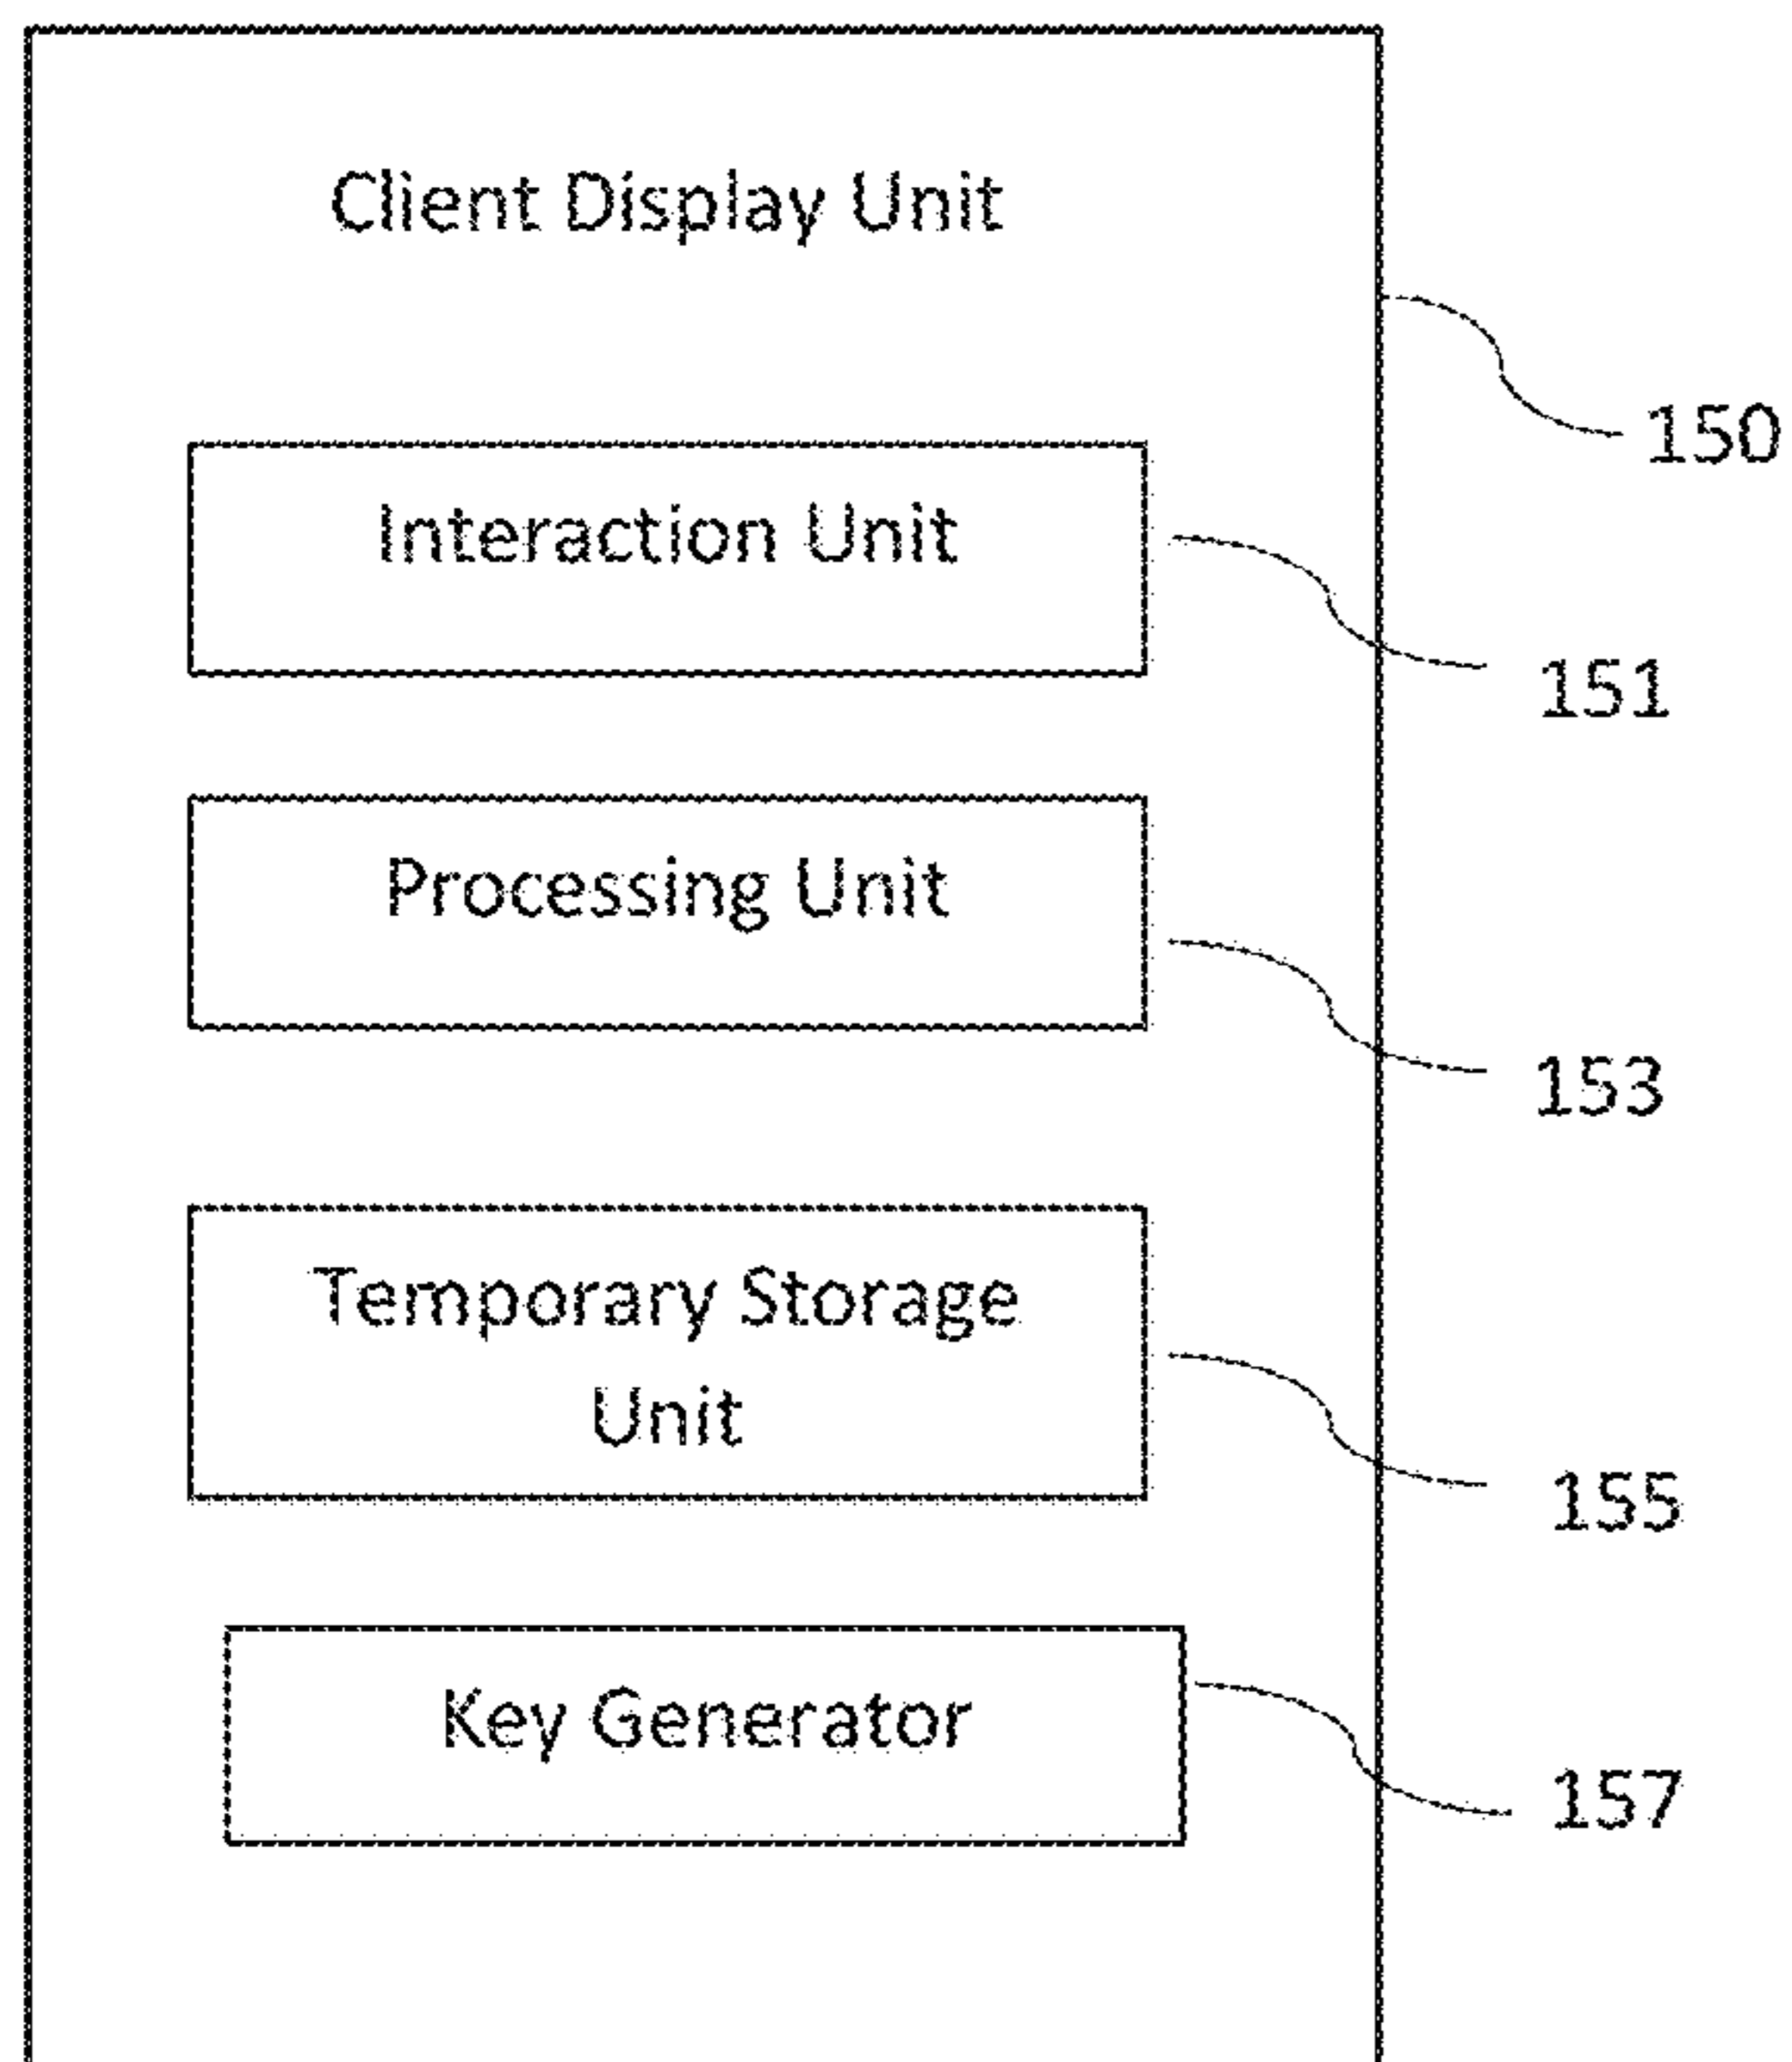 Client Display Unit
150
Interaction Unit
151
Processing Unit
153
Temporary Storage
Unit
155
Key Generator
157